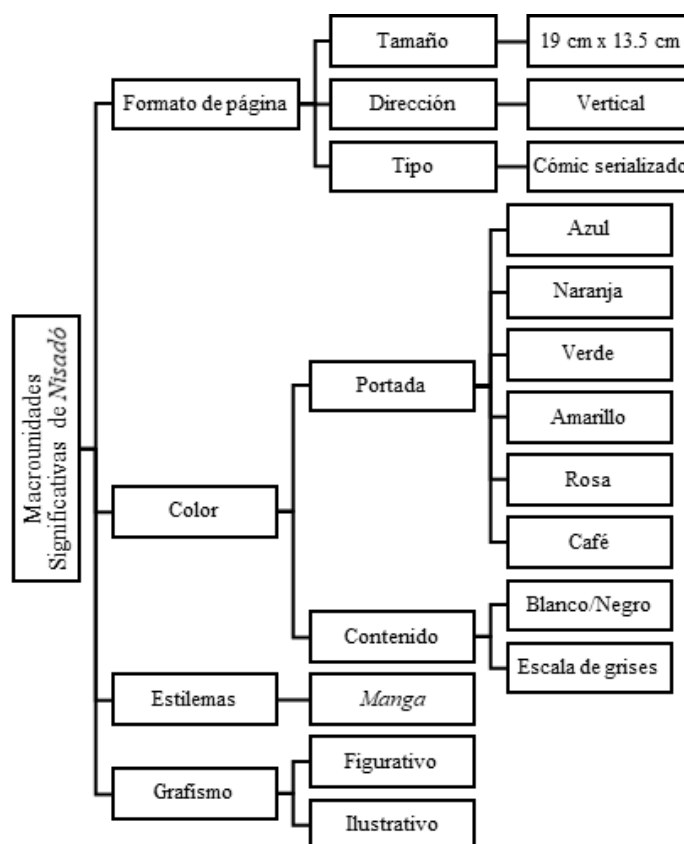 Macrounidades
Significativas de Nisadó
Formato de página
Tamaño
19 cm x 13.5 cm
Dirección
Vertical
Tipo
Cómic serializado
Color
Portada
Azul
Naranja
Verde
Amarillo
Rosa
Café
Contenido
Blanco/Negro
Escala de grises
Estilemas
Manga
Grafísmo
Figurativo
Ilustrativo